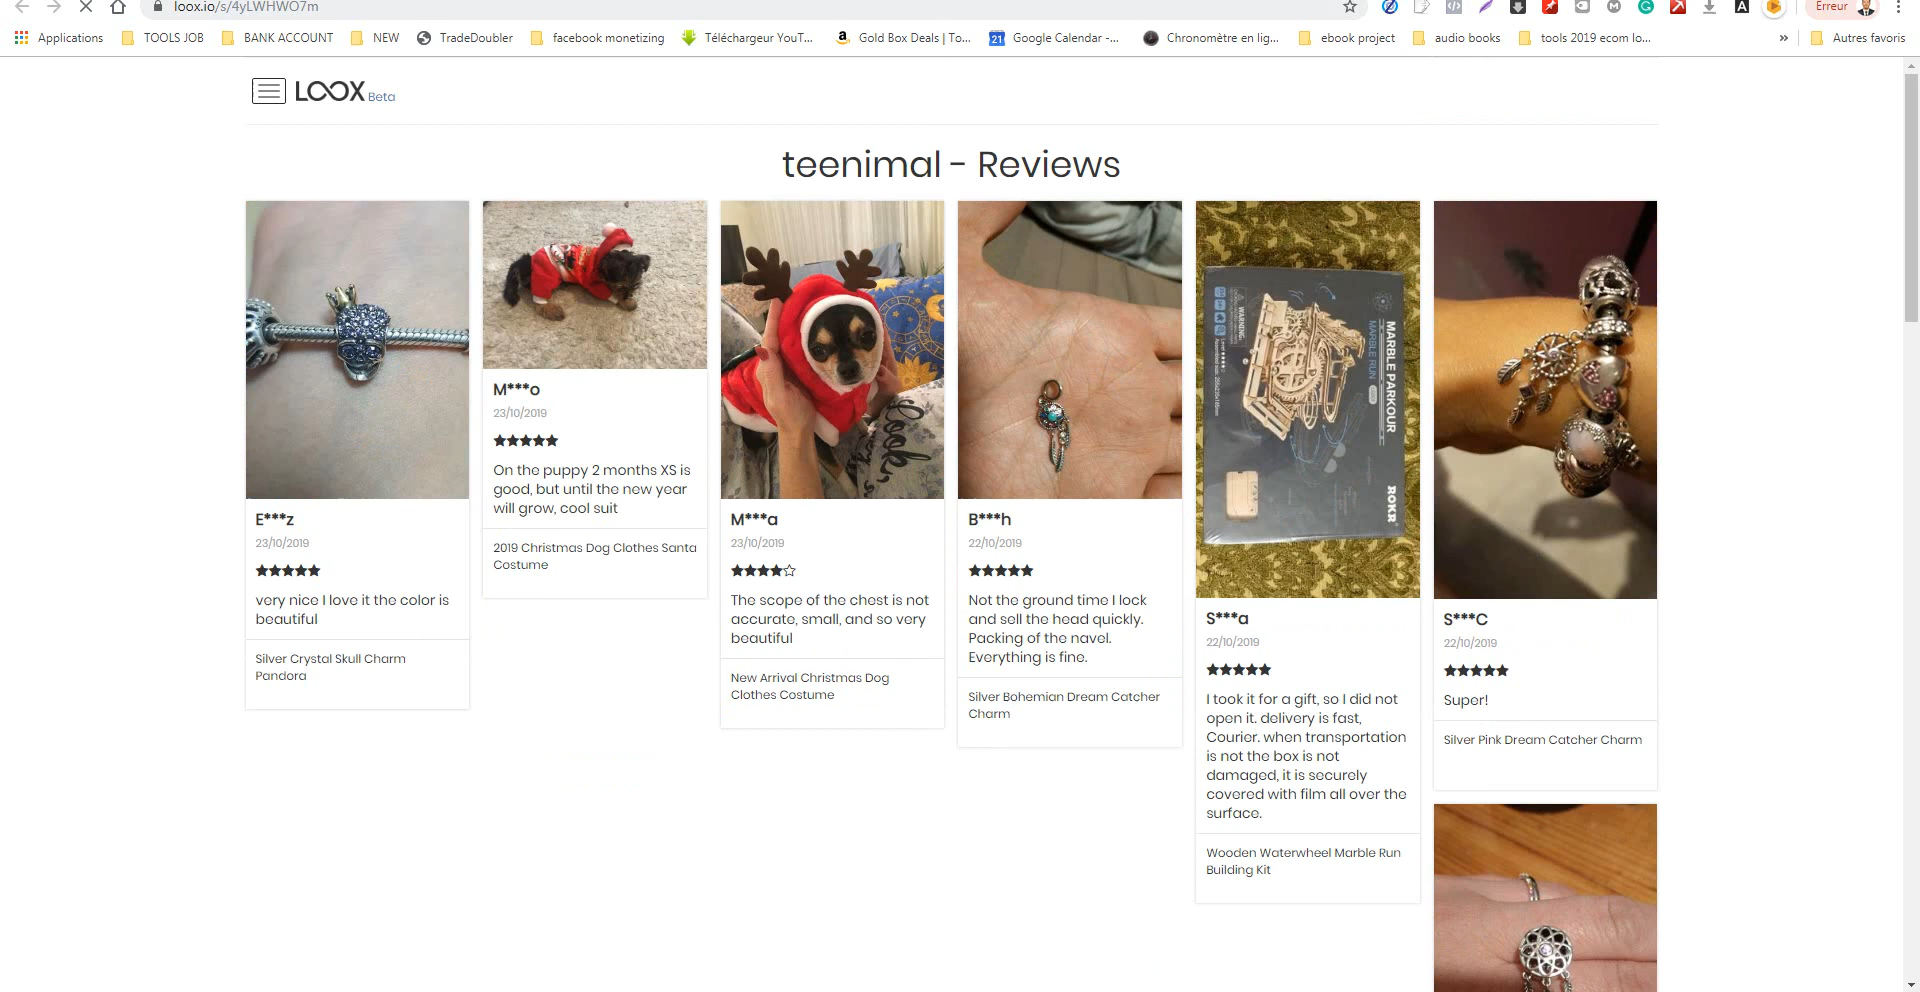 loox.io/s/4yLWHWO7m
Erreur
Applications
TOOLS JOB
BANK ACCOUNT
NEW
TradeDoubler
facebook monetizing
Téléchargeur YouT...
Gold Box Deals | To...
Google Calendar -...
Chronomètre en lig...
ebook project
audio books
tools 2019 ecom lo...
»
Autres favoris
LOOX Beta
teenimal - Reviews
E***z
23/10/2019
very nice I love it the color is
beautiful
Silver Crystal Skull Charm
Pandora
M***o
23/10/2019
On the puppy 2 months XS is
good, but until the new year
will grow, cool suit
2019 Christmas Dog Clothes Santa
Costume
M***a
23/10/2019
The scope of the chest is not
accurate, small, and so very
beautiful
New Arrival Christmas Dog
Clothes Costume
B***h
22/10/2019
Not the ground time I lock
and sell the head quickly.
Packing of the navel.
Everything is fine.
Silver Bohemian Dream Catcher
Charm
MARBLE PARKOUR
MARBLE RUN
WARNING
ROKR
S***a
22/10/2019
I took it for a gift, so I did not
open it. delivery is fast,
Courier. when transportation
is not the box is not
damaged, it is securely
covered with film all over the
surface.
Wooden Waterwheel Marble Run
Building Kit
S***C
22/10/2019
Super!
Silver Pink Dream Catcher Charm